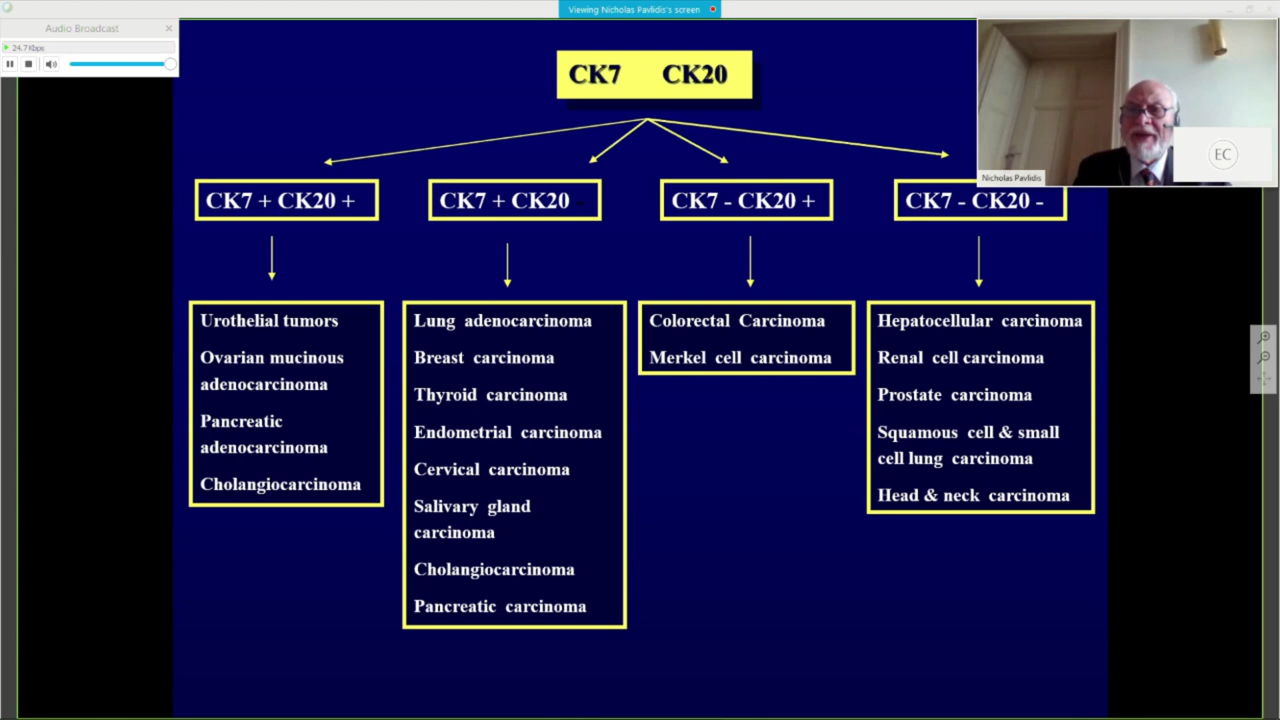 Viewing Nicholas Pavlidis's screen
Audio Broadcast
24.7 Kbps
CK7 CK20
Nicholas Pavlidis
EC
CK7 + CK20 +
CK7 + CK20 -
CK7 - CK20 +
CK7 - CK20 -
Urothelial tumors
Ovarian mucinous
adenocarcinoma
Pancreatic
adenocarcinoma
Cholangiocarcinoma
Lung adenocarcinoma
Breast carcinoma
Thyroid carcinoma
Endometrial carcinoma
Cervical carcinoma
Salivary gland
carcinoma
Cholangiocarcinoma
Pancreatic carcinoma
Colorectal Carcinoma
Merkel cell carcinoma
Hepatocellular carcinoma
Renal cell carcinoma
Prostate carcinoma
Squamous cell & small
cell lung carcinoma
Head & neck carcinoma